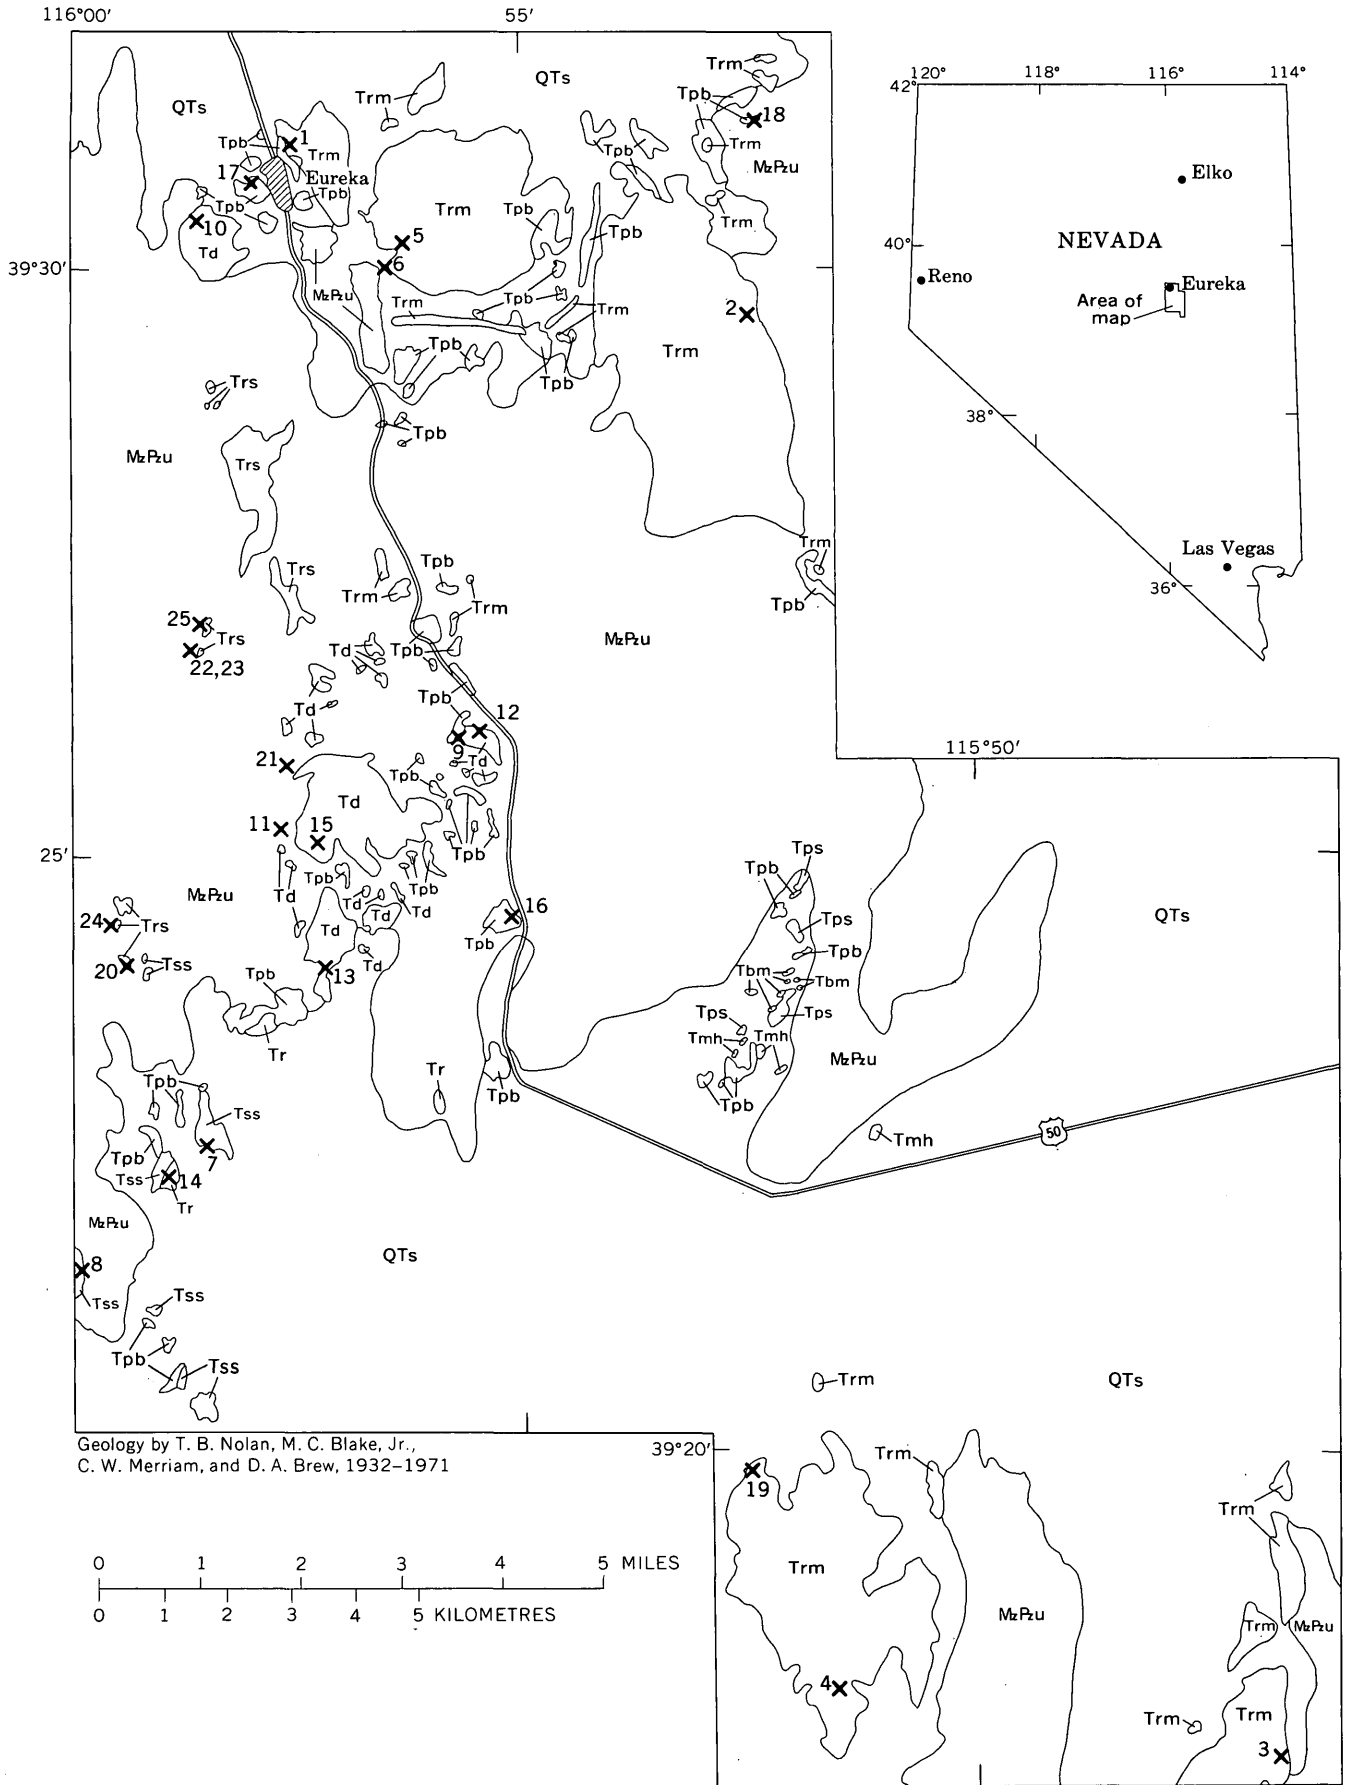 116°00′ 55′
QTs QTs
Trm
Trm
Tpb
18
Tpb 1
Trm
Eureka
17
Tpb
Tpb
10
Td
Tpb
Trm
MzPzu
Trm
Trm
Tpb
Tpb
5
6
39°30′
MzPzu
Trm
Tpb
Trm
2
Trm
Tpb
Tpb
Trs
Tpb
MzPzu
Trs
Trm
Tpb
Trs
Tpb
Trm
Trm
25
Trs
22,23
MzPzu
Td
Tpb
Tpb
Td
12
9
Td
21
Tpb
Td
11
15
Tpb
25′
Tpb
Tpb
Td
Td
Td
Td
MzPzu
Td
16
Tpb
Td
24
Trs
20
Tss
13
Tpb
Tr
Tr
Tpb
Tpb
Tss
Tpb
7
Tss
14
Tr
MzPzu
8
Tss
QTs
Tss
Tpb
Tss
115°50′
Tps
Tpb
Tps
QTs
Tpb
Tbm
Tbm
Tps
Tps
Tmh
Tmh
MzPzu
Tpb
Tmh
50
Trm
QTs
39°20′
19
Trm
Trm
Trm
MzPzu
Trm
MzPzu
4
Trm
Trm
3
120° 118° 116° 114°
42°
Elko
NEVADA
40°
Reno
Eureka
Area of
map
38°
Las Vegas
36°
Geology by T. B. Nolan, M. C. Blake, Jr.,
C. W. Merriam, and D. A. Brew, 1932–1971
0 1 2 3 4 5 MILES
0 1 2 3 4 5 KILOMETRES